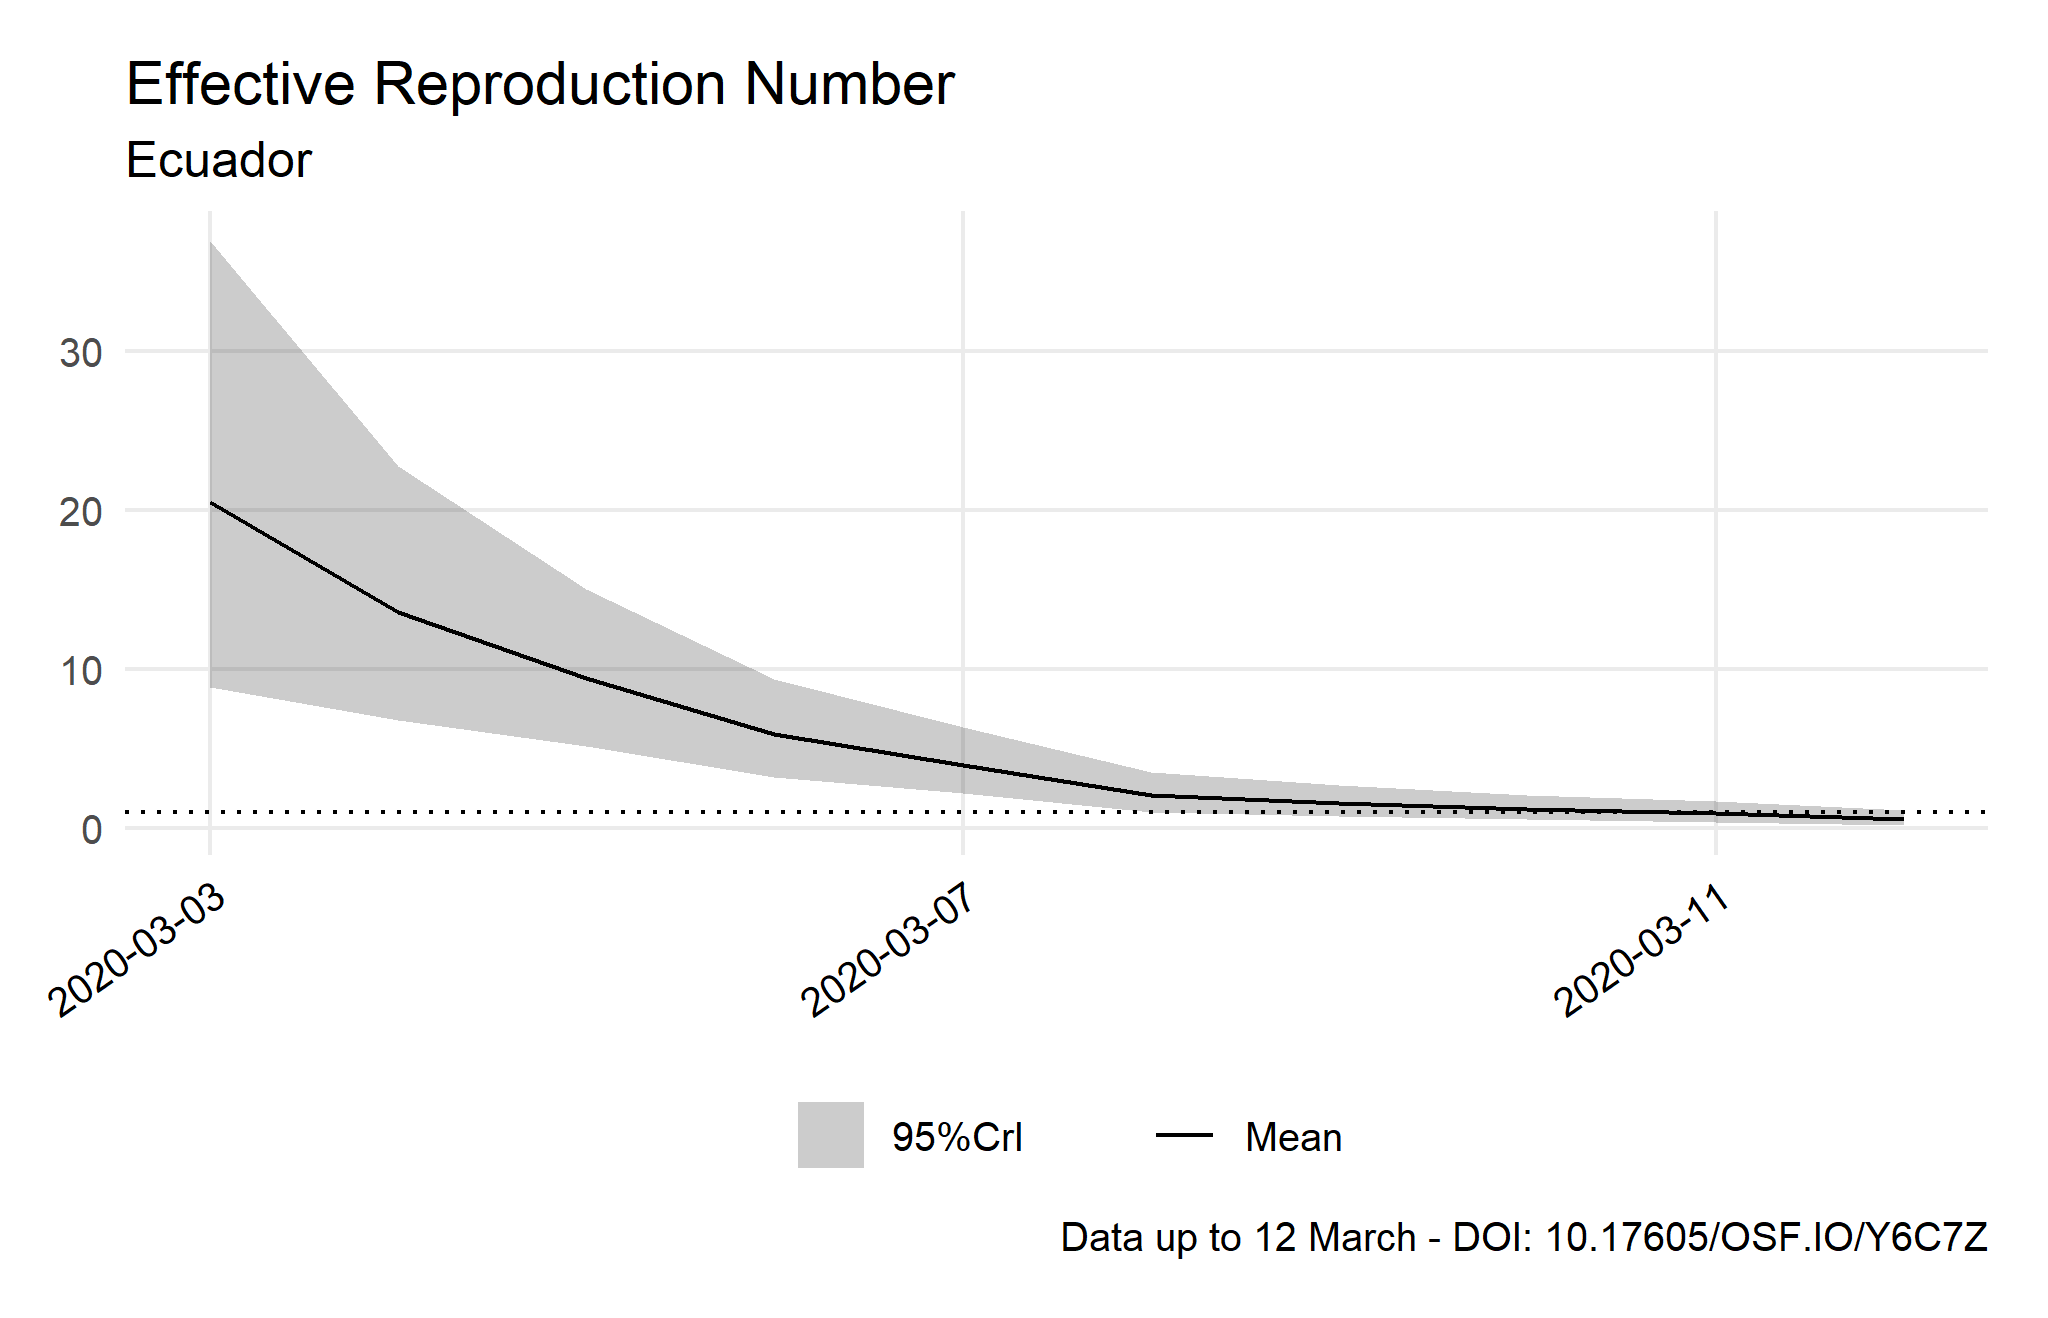 Effective Reproduction Number
Ecuador
30
20
10
0
2020-03-03
2020-03-07
2020-03-11
95%CrI
Mean
Data up to 12 March - DOI: 10.17605/OSF.IO/Y6C7Z